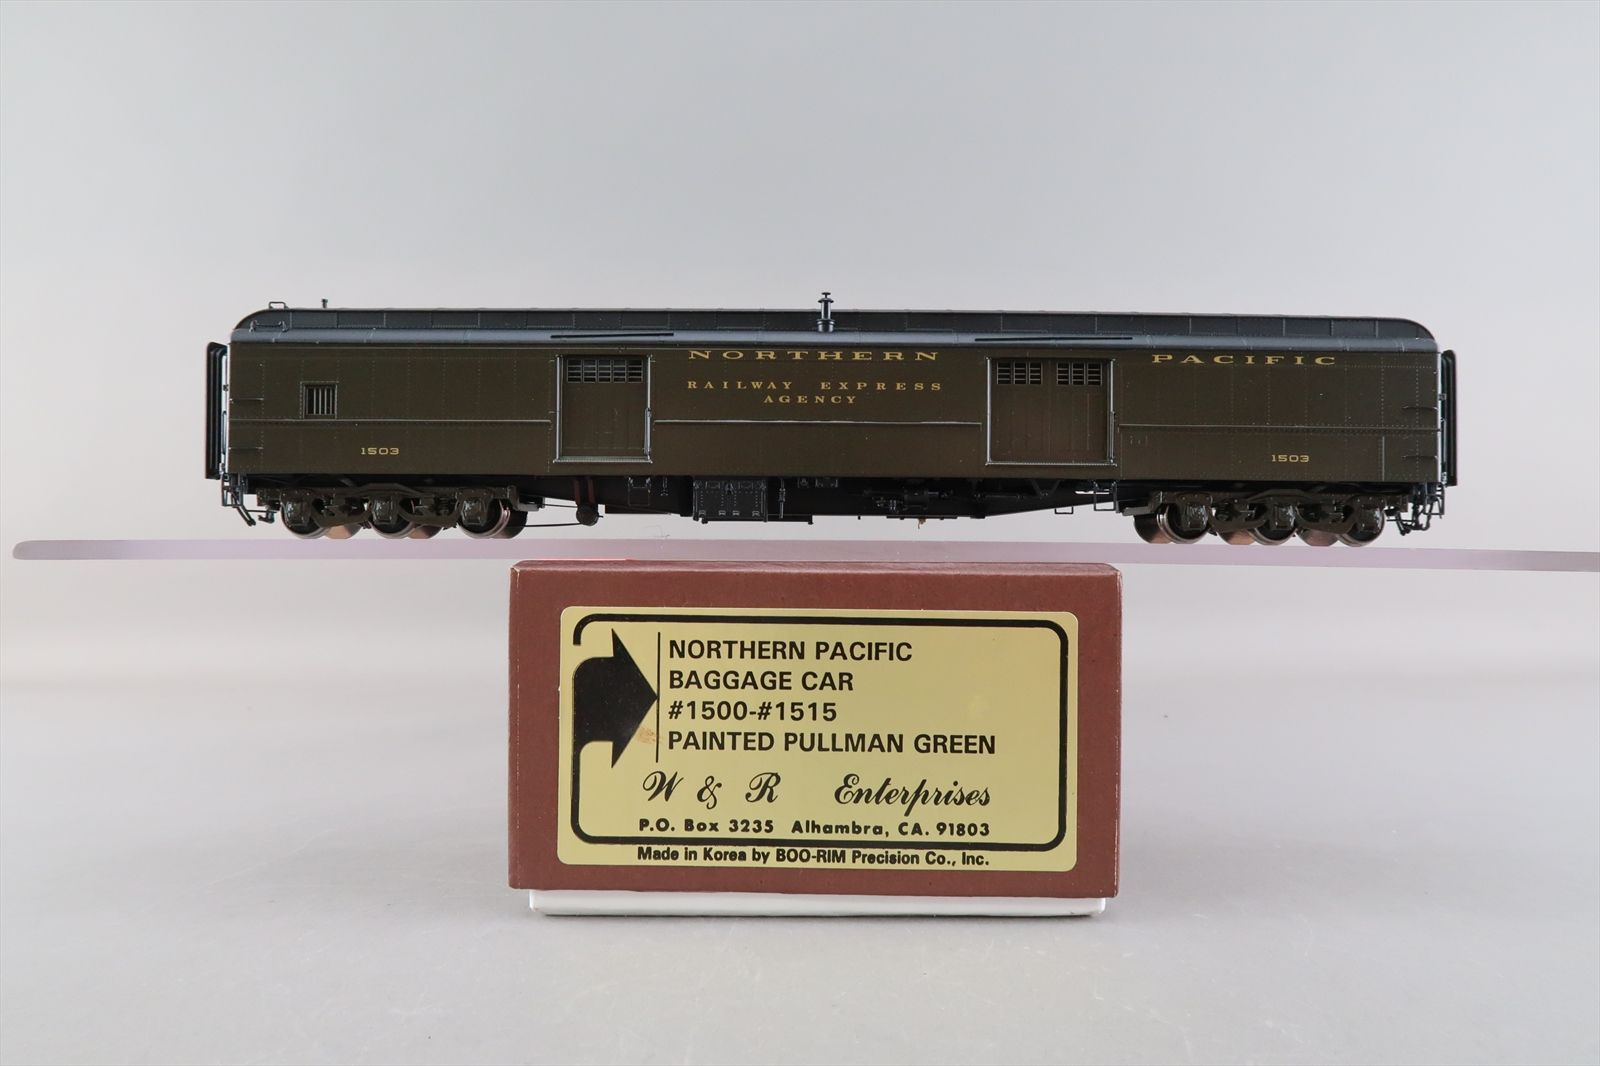 NORTHERN PACIFIC
RAILWAY EXPRESS
AGENCY
1503 1503
NORTHERN PACIFIC
BAGGAGE CAR
#1500-#1515
PAINTED PULLMAN GREEN
W & R Enterprises
P.O. Box 3235 Alhambra, CA. 91803
Made in Korea by BOO-RIM Precision Co., Inc.